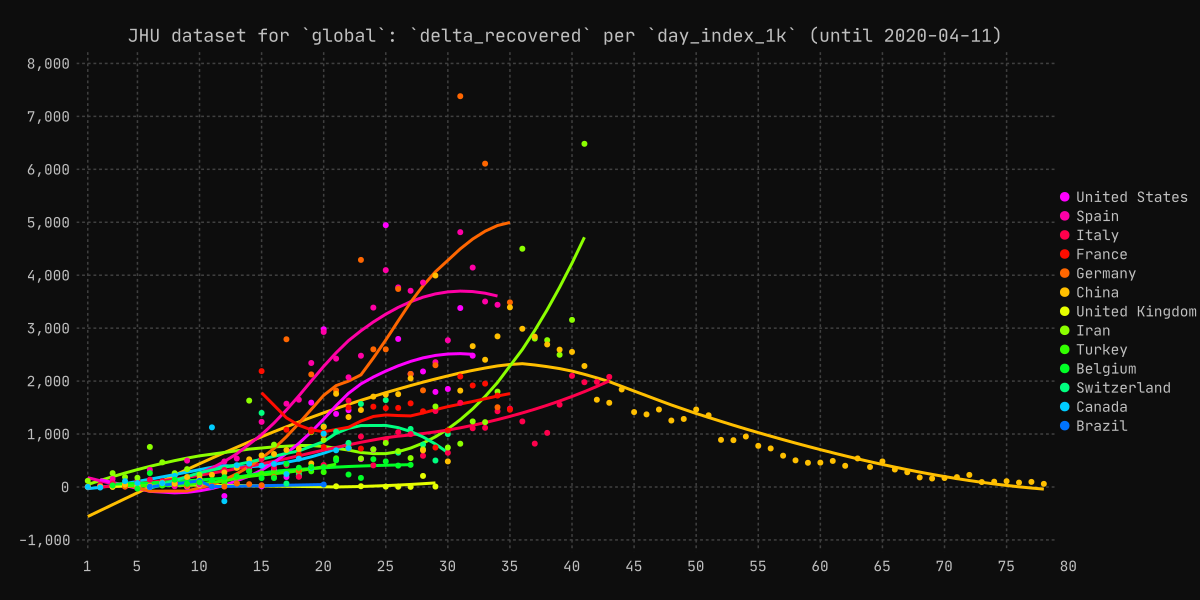 JHU dataset for `global`: `delta_recovered` per `day_index_1k` (until 2020-04-11)
8,000
7,000
6,000
5,000
4,000
3,000
2,000
1,000
0
-1,000
1 5 10 15 20 25 30 35 40 45 50 55 60 65 70 75 80
United States
Spain
Italy
France
Germany
China
United Kingdom
Iran
Turkey
Belgium
Switzerland
Canada
Brazil